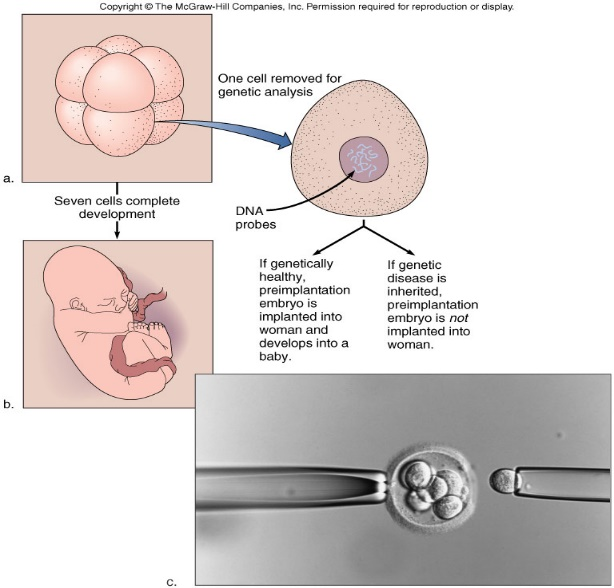 Copyright © The McGraw-Hill Companies, Inc. Permission required for reproduction or display.
One cell removed for
genetic analysis
a.
Seven cells complete
development
DNA
probes
If genetically
healthy,
preimplantation
embryo is
implanted into
woman and
develops into a
baby.
If genetic
disease is
inherited,
preimplantation
embryo is not
implanted into
woman.
b.
c.